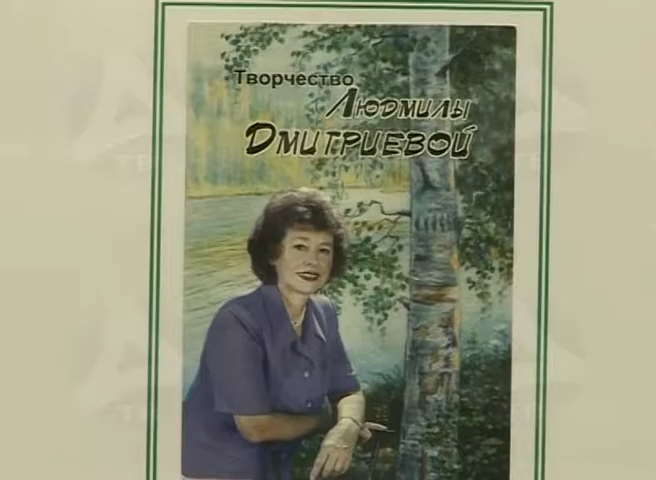 Творчество
Людмилы
Дмитриевой